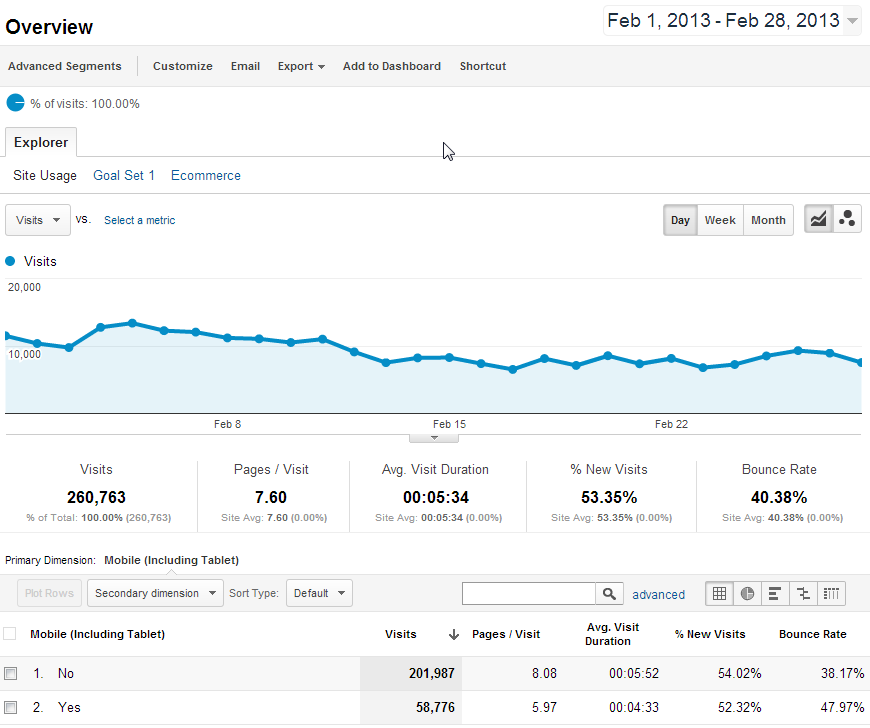 Overview
Feb 1, 2013 - Feb 28, 2013
Advanced Segments Customize Email Export Add to Dashboard Shortcut
% of visits: 100.00%
Explorer
Site Usage Goal Set 1 Ecommerce
Visits VS. Select a metric Day Week Month
Visits
20,000
10,000
Feb 8 Feb 15 Feb 22
Visits Pages / Visit Avg. Visit Duration % New Visits Bounce Rate
260,763 7.60 00:05:34 53.35% 40.38%
% of Total: 100.00% (260,763) Site Avg: 7.60 (0.00%) Site Avg: 00:05:34 (0.00%) Site Avg: 53.35% (0.00%) Site Avg: 40.38% (0.00%)
Primary Dimension: Mobile (Including Tablet)
Plot Rows Secondary dimension Sort Type: Default advanced
Mobile (Including Tablet) Visits Pages / Visit Avg. Visit Duration % New Visits Bounce Rate
1. No 201,987 8.08 00:05:52 54.02% 38.17%
2. Yes 58,776 5.97 00:04:33 52.32% 47.97%